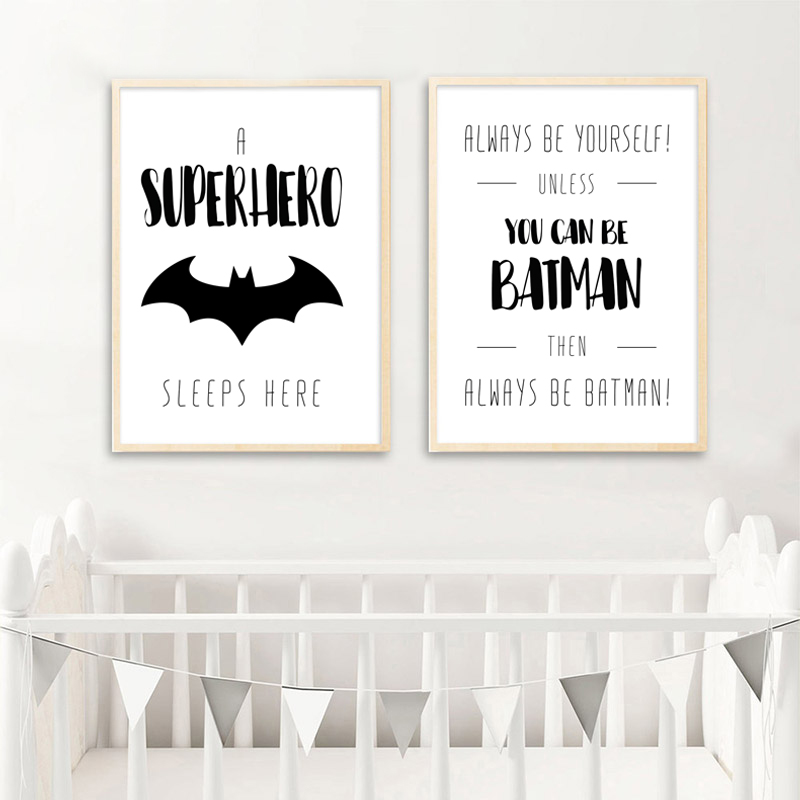 A
SUPERHERO
SLEEPS HERE
ALWAYS BE YOURSELF!
UNLESS
YOU CAN BE
BATMAN
THEN
ALWAYS BE BATMAN!